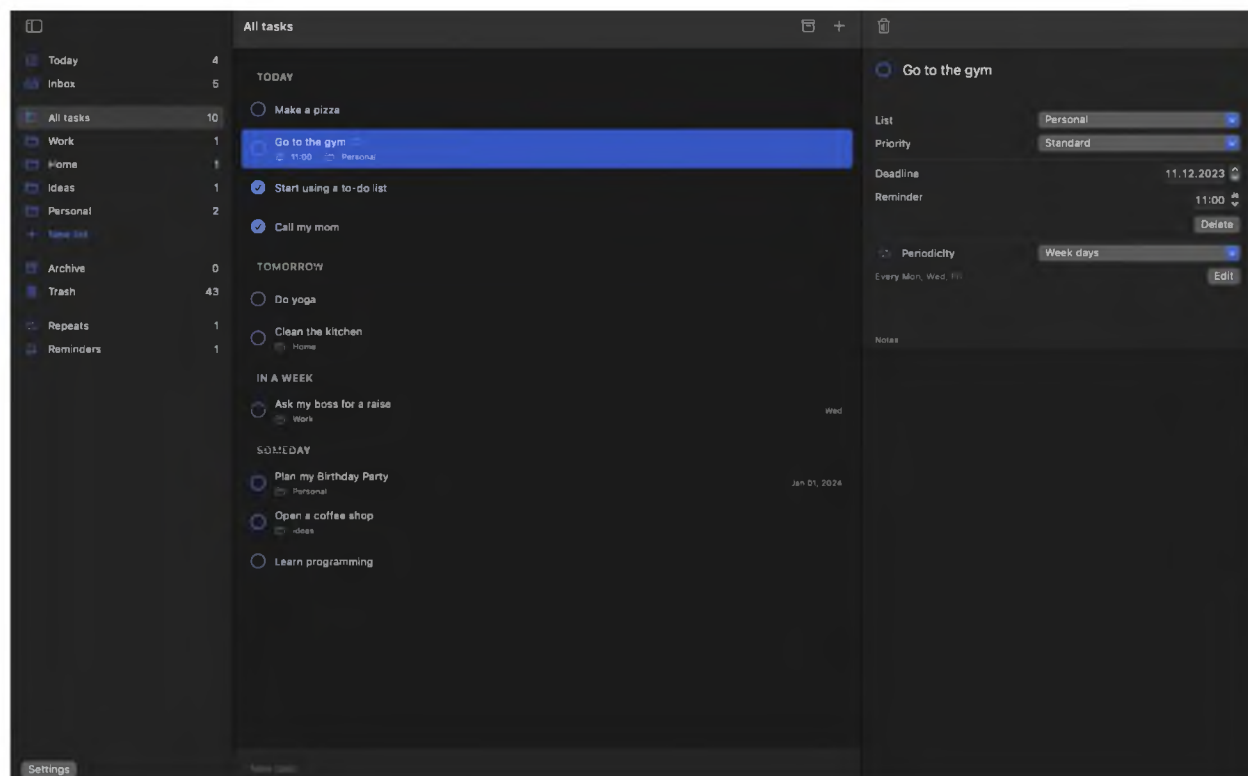 All tasks
Today 4
Inbox 5
All tasks 10
Work 1
Home 1
Ideas 1
Personal 2
New list
Archive 0
Trash 43
Repeats 1
Reminders 1
Settings
TODAY
Make a pizza
Go to the gym
11:00 Personal
Start using a to-do list
Call my mom
TOMORROW
Do yoga
Clean the kitchen
Home
IN A WEEK
Ask my boss for a raise
Work Wed
SOMEDAY
Plan my Birthday Party
Personal Jan 01, 2024
Open a coffee shop
Ideas
Learn programming
New task
Go to the gym
List Personal
Priority Standard
Deadline 11.12.2023
Reminder 11:00
Delete
Periodicity Week days
Every Mon, Wed, Fri Edit
Notes